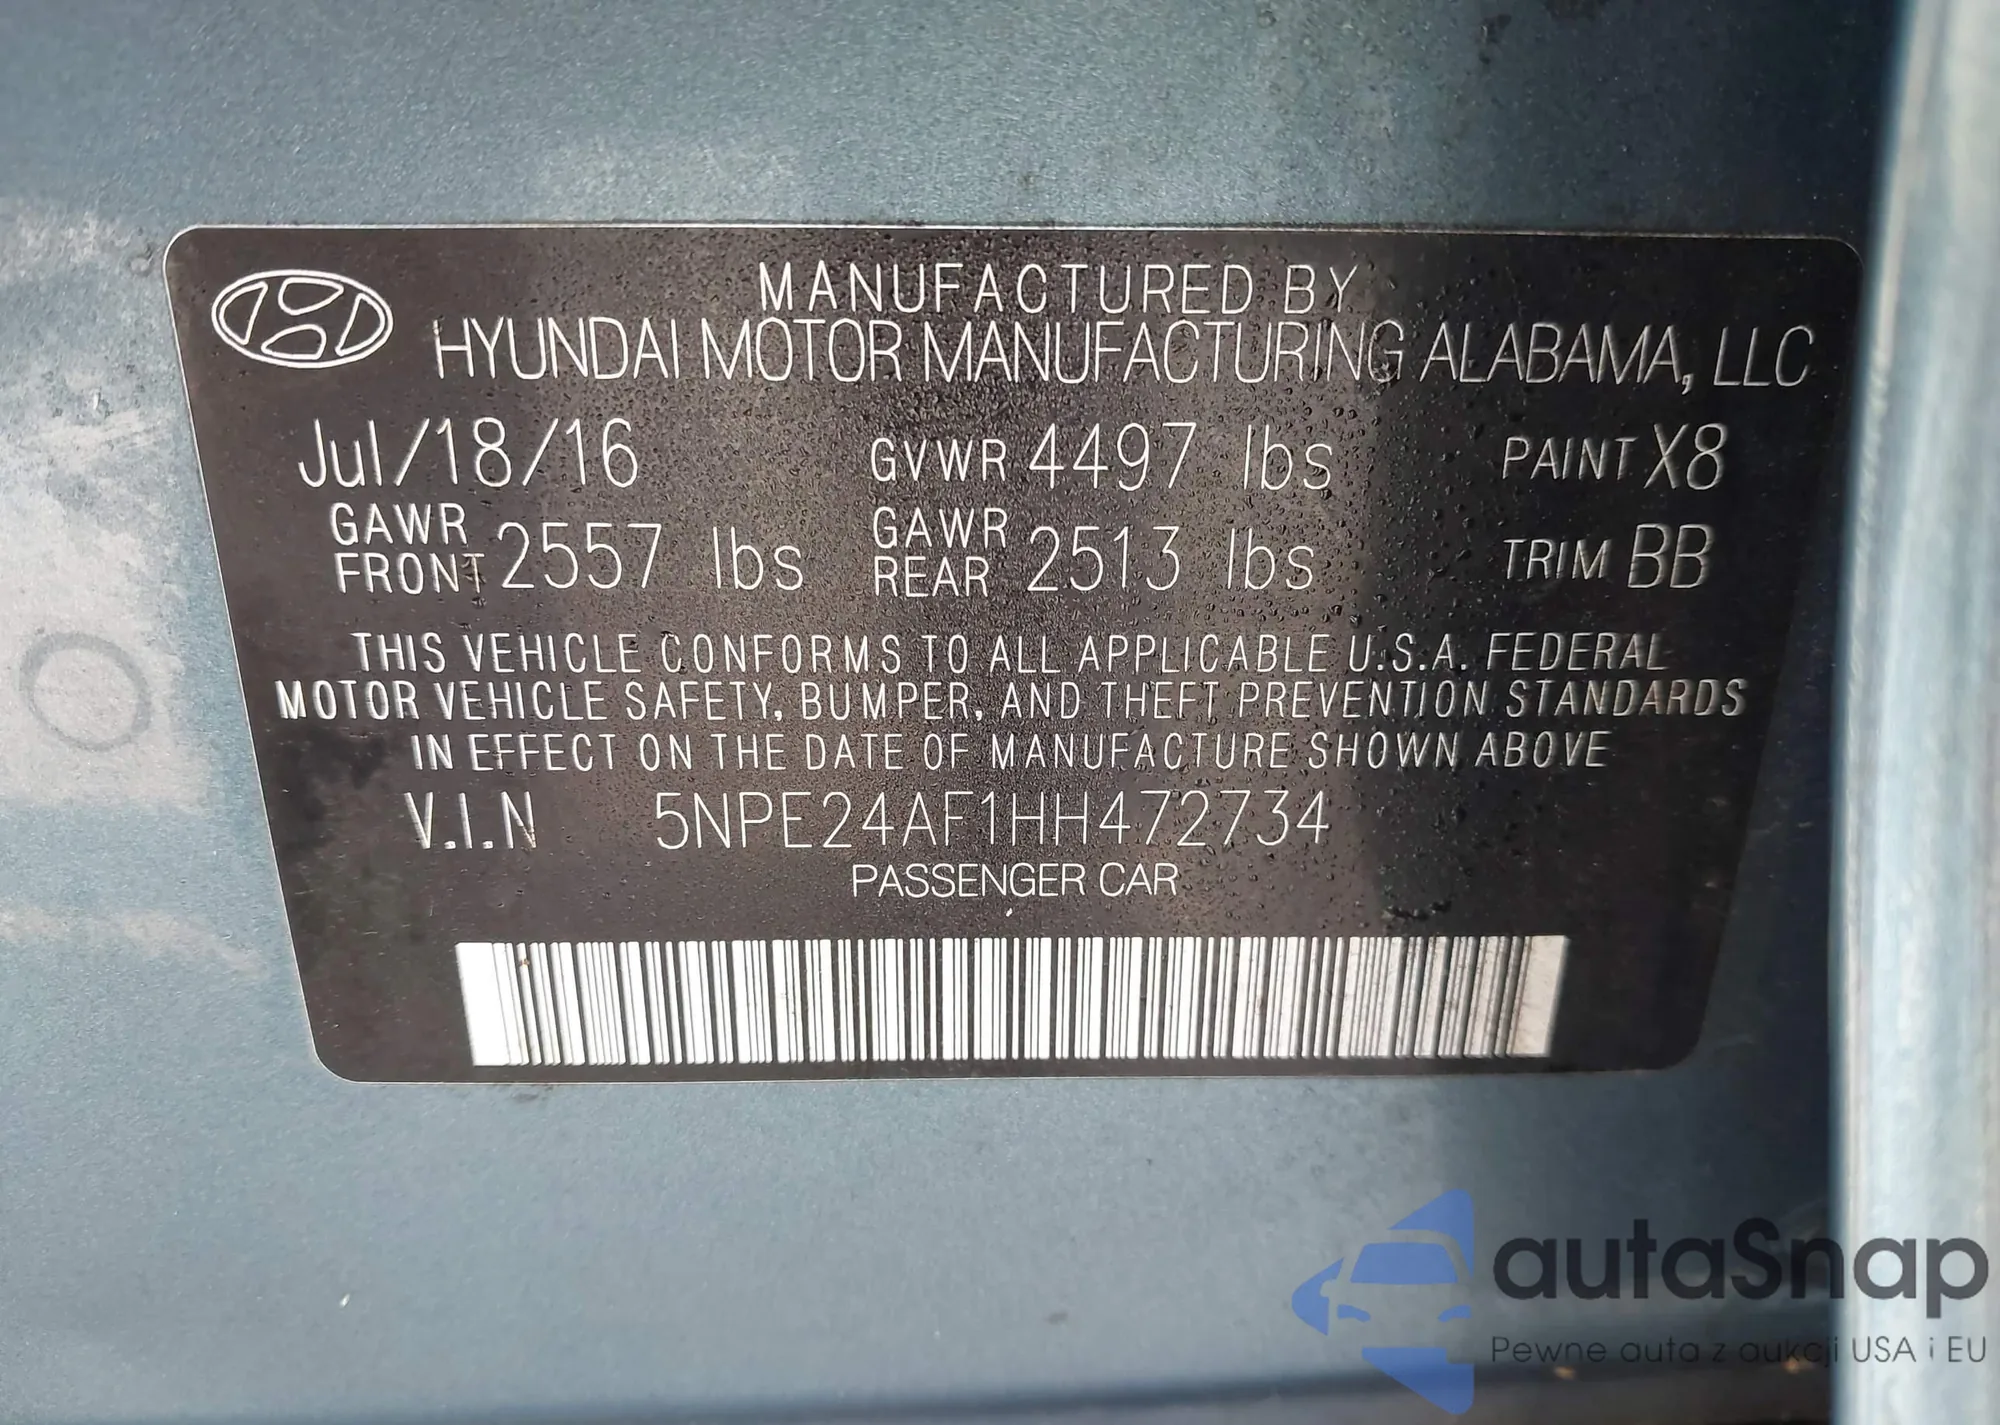 MANUFACTURED BY
HYUNDAI MOTOR MANUFACTURING ALABAMA, LLC
Jul/18/16 GVWR 4497 lbs PAINT X8
GAWR FRONT 2557 lbs GAWR REAR 2513 lbs TRIM BB
THIS VEHICLE CONFORMS TO ALL APPLICABLE U.S.A. FEDERAL
MOTOR VEHICLE SAFETY, BUMPER, AND THEFT PREVENTION STANDARDS
IN EFFECT ON THE DATE OF MANUFACTURE SHOWN ABOVE
V.I.N 5NPE24AF1HH472734
PASSENGER CAR
autaSnap
Pewne auta z aukcji USA i EU